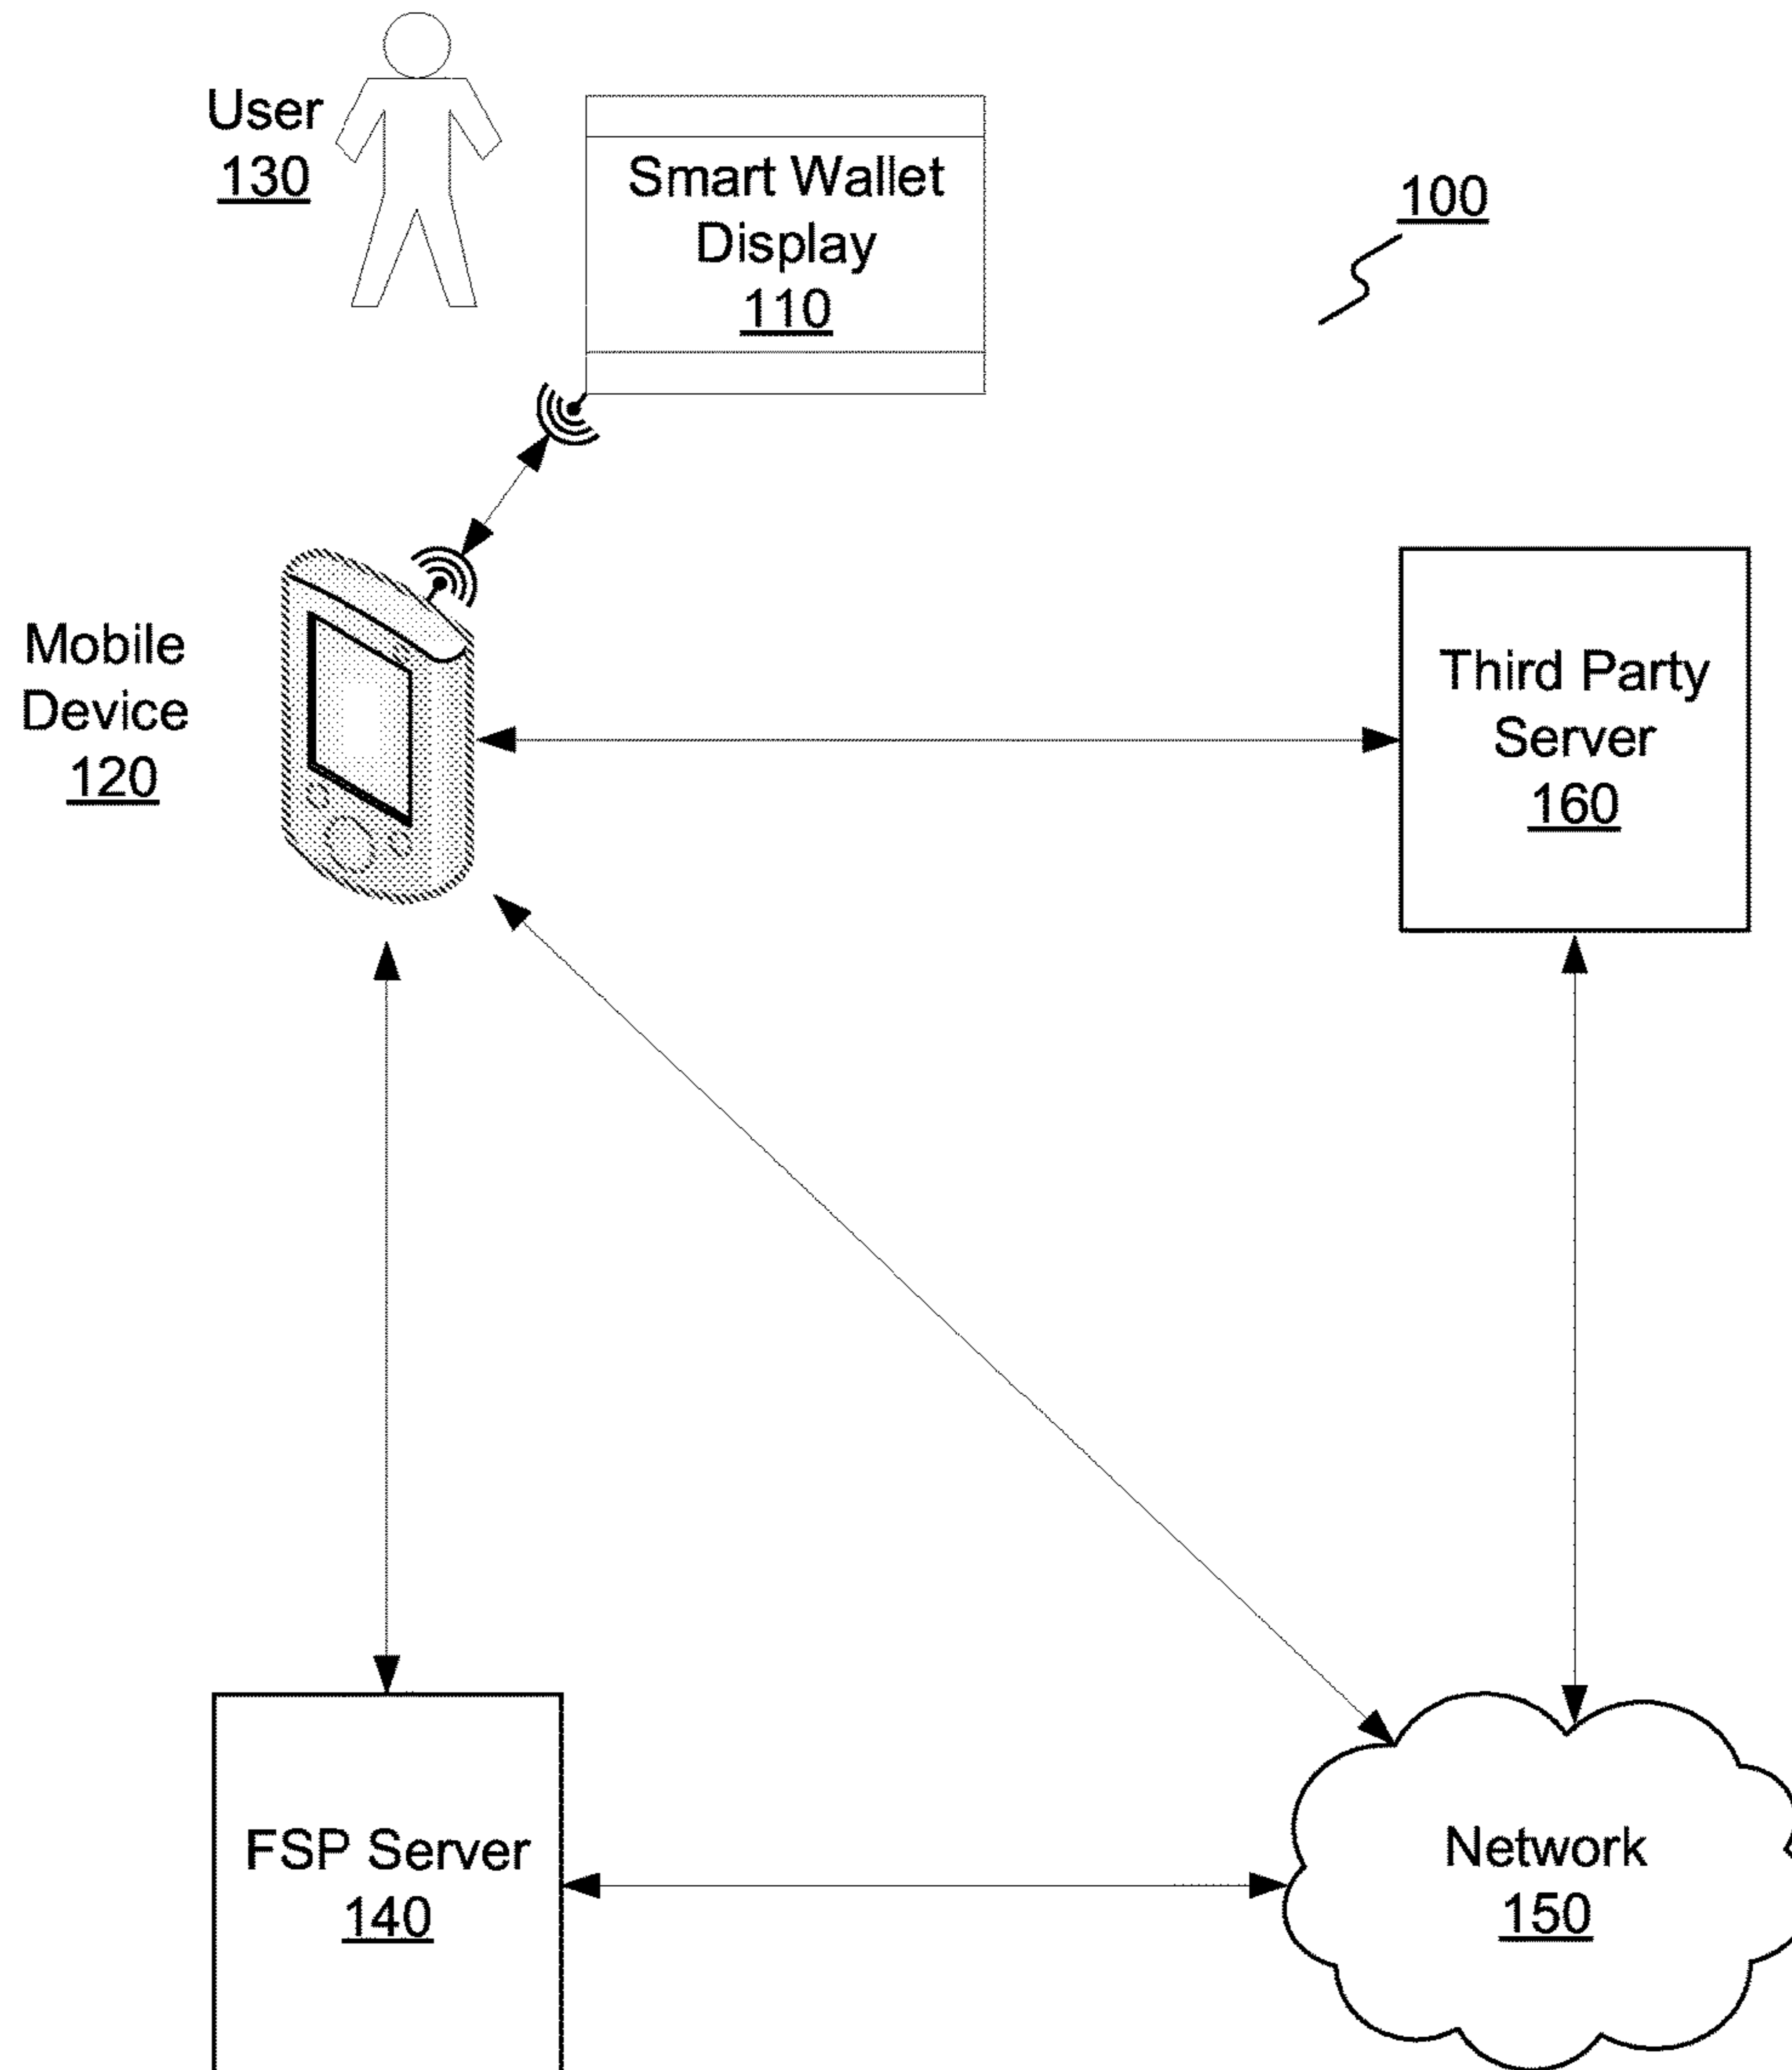 User
130
Smart Wallet
Display
110
100
Mobile
Device
120
Third Party
Server
160
FSP Server
140
Network
150